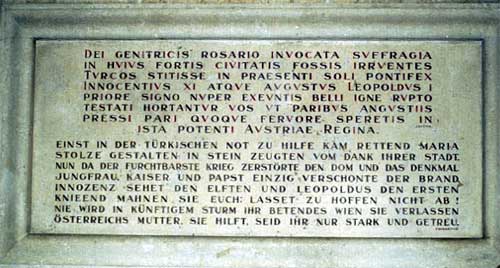 DEI GENITRICIS ROSARIO INVOCATA SVFFRAGIA
IN HVIVS FORTIS CIVITATIS FOSSIS IRRVENTES
TVRCOS STITISSE IN PRAESENTI SOLI PONTIFEX
INNOCENTIVS XI ATQVE AVGVSTVS LEOPOLDVS I
PRIORE SIGNO NVPER EXEVNTIS BELLI IGNE RVPTO
TESTATI HORTANTVR VOS VT PARIBVS ANGVSTIIS
PRESSI PARI QVOQVE FERVORE SPERETIS IN
ISTA POTENTI AVSTRIAE REGINA.
EINST IN DER TÜRKISCHEN NOT ZU HILFE KAM RETTEND MARIA
STOLZE GESTALTEN IN STEIN ZEUGTEN VOM DANK IHRER STADT.
NUN DA DER FURCHTBARSTE KRIEG ZERSTÖRTE DEN DOM UND DAS DENKMAL
JUNGFRAU, KAISER UND PAPST EINZIG VERSCHONTE DER BRAND.
INNOZENZ SEHET DEN ELFTEN UND LEOPOLDUS DEN ERSTEN
KNIEEND MAHNEN SIE EUCH: LASSET ZU HOFFEN NICHT AB!
NIE WIRD IN KÜNFTIGEM STURM IHR BETENDES WIEN SIE VERLASSEN
ÖSTERREICHS MUTTER, SIE HILFT, SEID IHR NUR STARK UND GETREU.